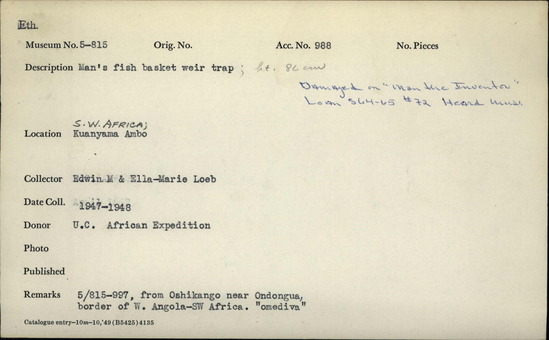 Eth.
Museum No. 5-815 Orig. No. Acc. No. 988 No. Pieces
Description Man's fish basket weir trap; ht. 86 cm
Damaged on "Man the Inventor"
Loan S64-65 #72 Heard Mus.
S.W. AFRICA;
Location Kuanyama Ambo
Collector Edwin M & Ella-Marie Loeb
Date Coll. 1947-1948
Donor U.C. African Expedition
Photo
Published
Remarks 5/815-997, from Oshikango near Ondongua,
border of W. Angola-SW Africa. "omediva"
Catalogue entry-10m-10,'49 (B5425) 4135